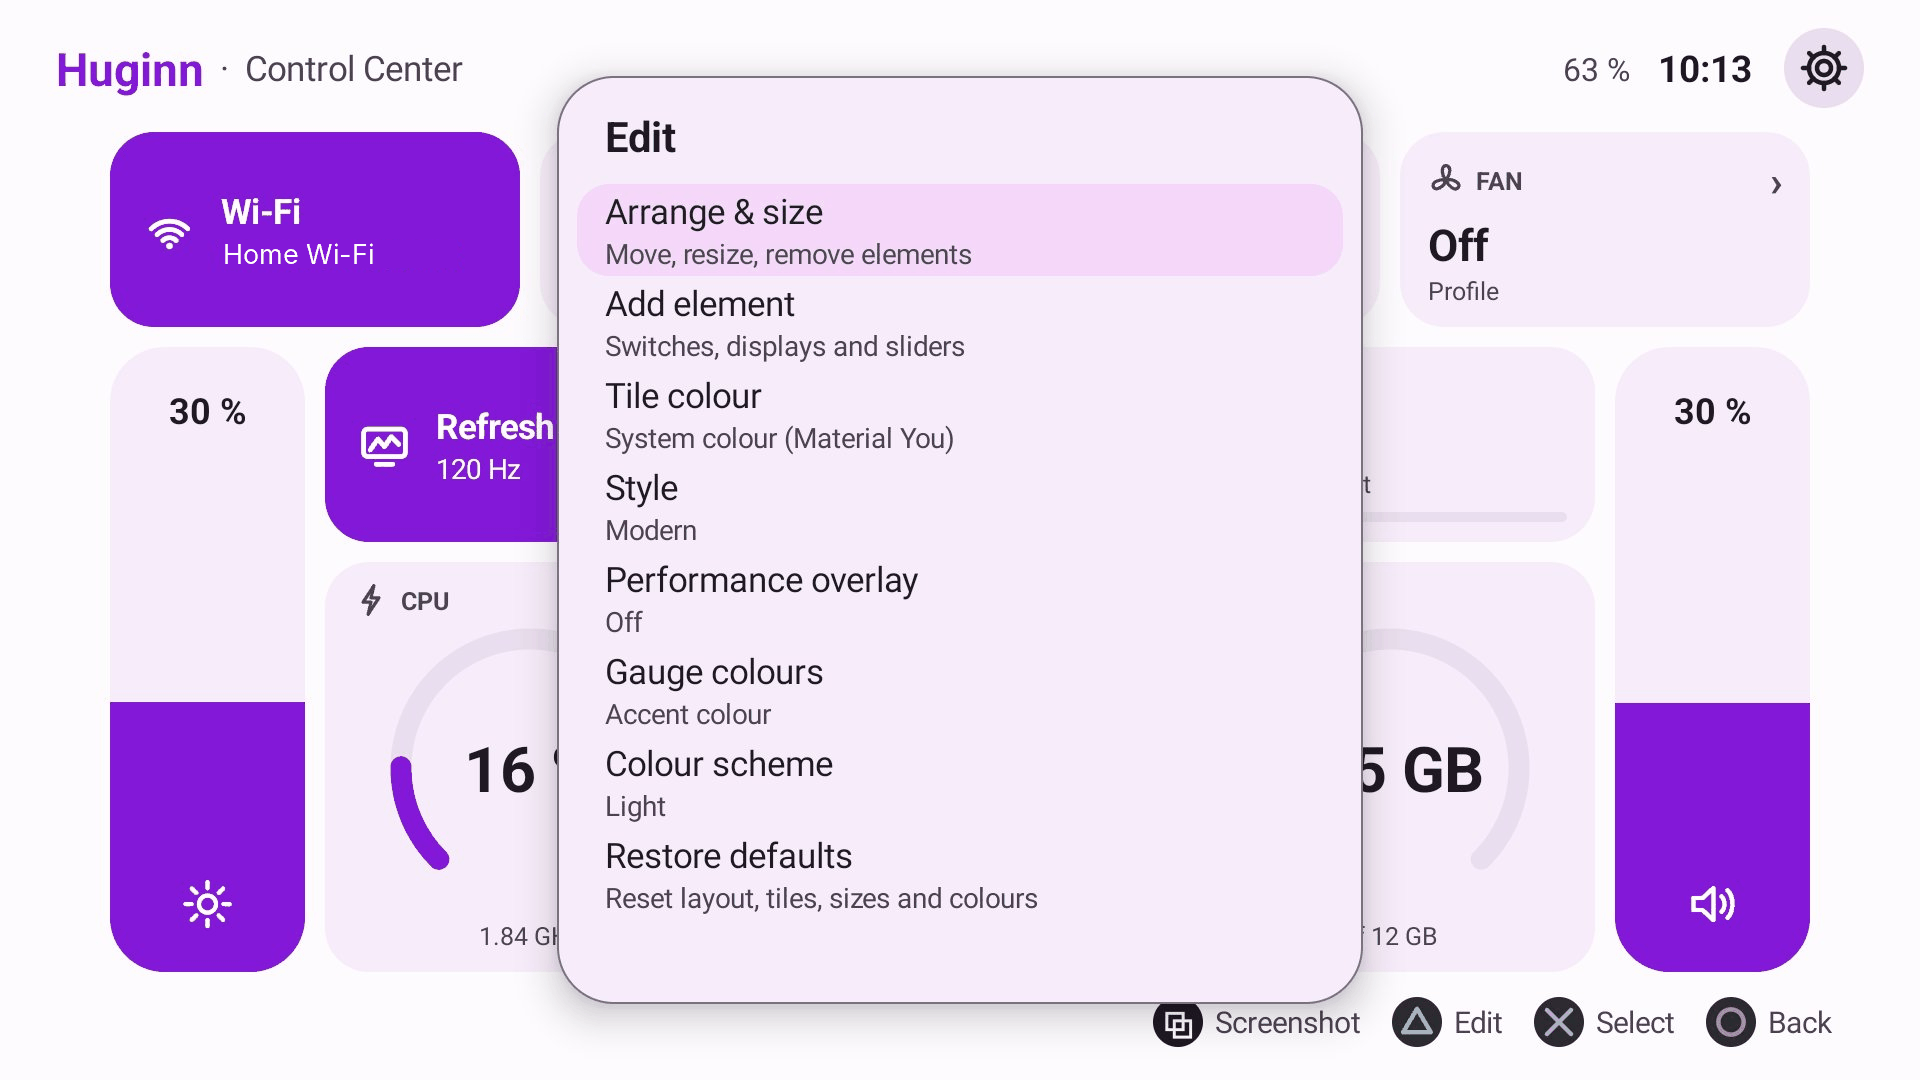 Huginn · Control Center
63 % 10:13
Edit
Arrange & size
Move, resize, remove elements
Add element
Switches, displays and sliders
Tile colour
System colour (Material You)
Style
Modern
Performance overlay
Off
Gauge colours
Accent colour
Colour scheme
Light
Restore defaults
Reset layout, tiles, sizes and colours
Wi-Fi
Home Wi-Fi
FAN
Off
Profile
30 %
Refresh
120 Hz
30 %
CPU
16
5 GB
1.84
12 GB
Screenshot Edit Select Back